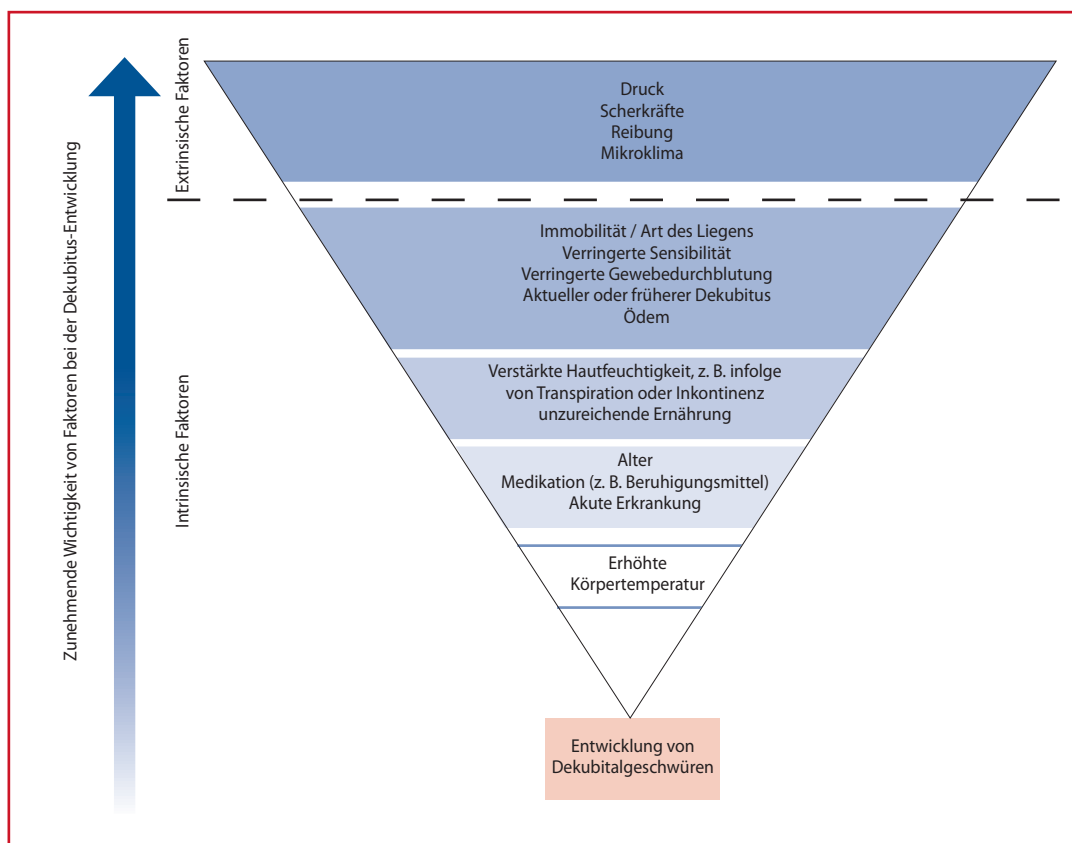 Zunehmende Wichtigkeit von Faktoren bei der Dekubitus-Entwicklung
Extrinsische Faktoren
Druck
Scherkräfte
Reibung
Mikroklima
Intrinsische Faktoren
Immobilität / Art des Liegens
Verringerte Sensibilität
Verringerte Gewebedurchblutung
Aktueller oder früherer Dekubitus
Ödem
Verstärkte Hautfeuchtigkeit, z. B. infolge
von Transpiration oder Inkontinenz
unzureichende Ernährung
Alter
Medikation (z. B. Beruhigungsmittel)
Akute Erkrankung
Erhöhte
Körpertemperatur
Entwicklung von
Dekubitalgeschwüren